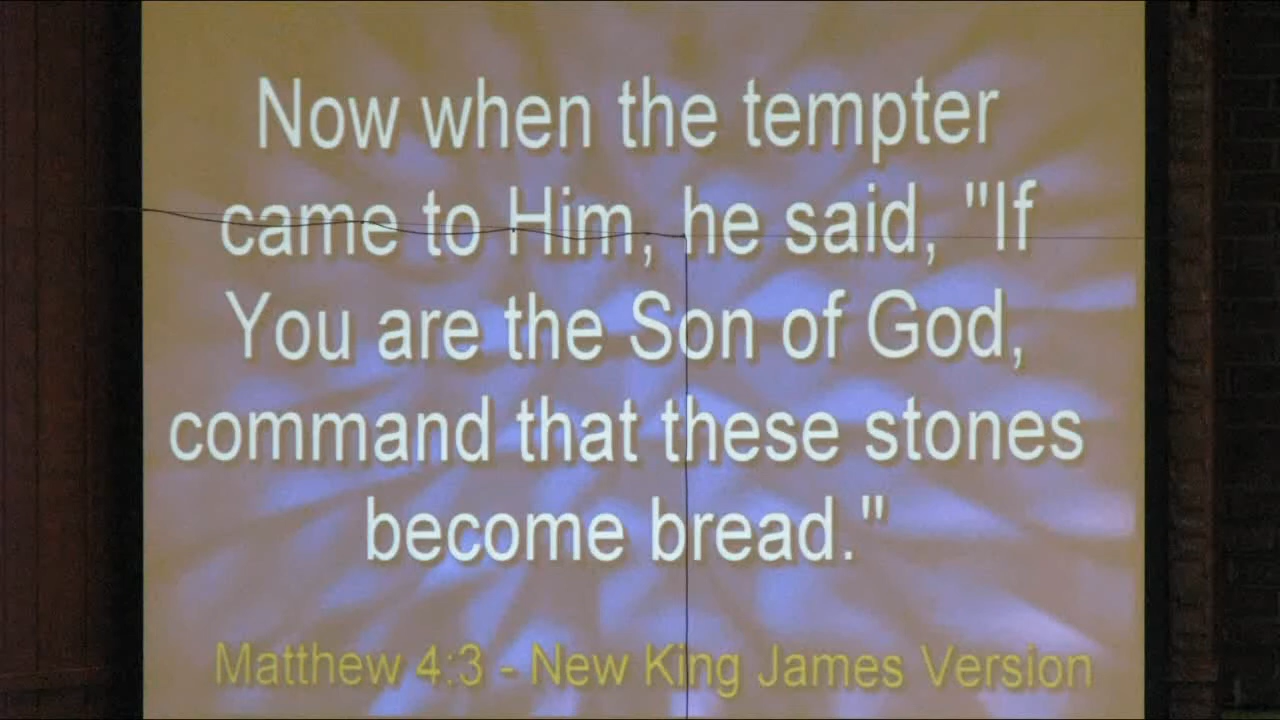 Now when the tempter
came to Him, he said, "If
You are the Son of God,
command that these stones
become bread."
Matthew 4:3 - New King James Version